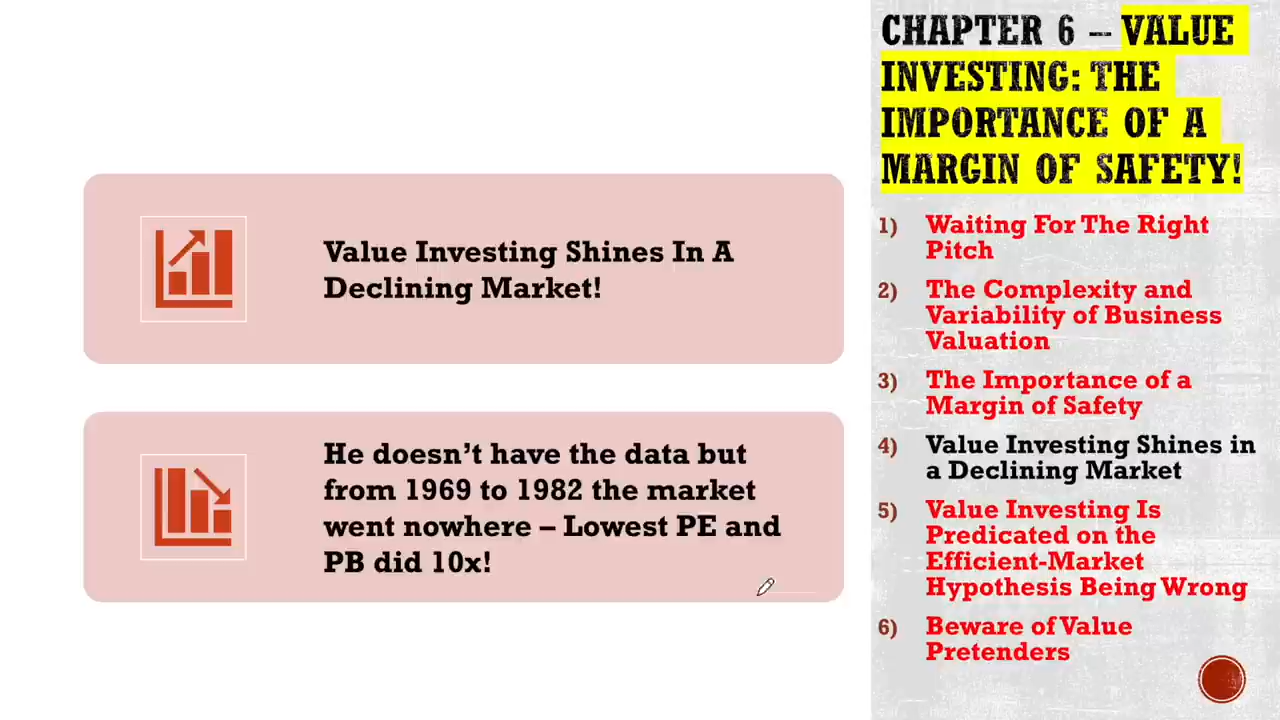 Value Investing Shines In A
Declining Market!
He doesn't have the data but
from 1969 to 1982 the market
went nowhere – Lowest PE and
PB did 10x!
CHAPTER 6 – VALUE
INVESTING: THE
IMPORTANCE OF A
MARGIN OF SAFETY!
1) Waiting For The Right
Pitch
2) The Complexity and
Variability of Business
Valuation
3) The Importance of a
Margin of Safety
4) Value Investing Shines in
a Declining Market
5) Value Investing Is
Predicated on the
Efficient-Market
Hypothesis Being Wrong
6) Beware of Value
Pretenders